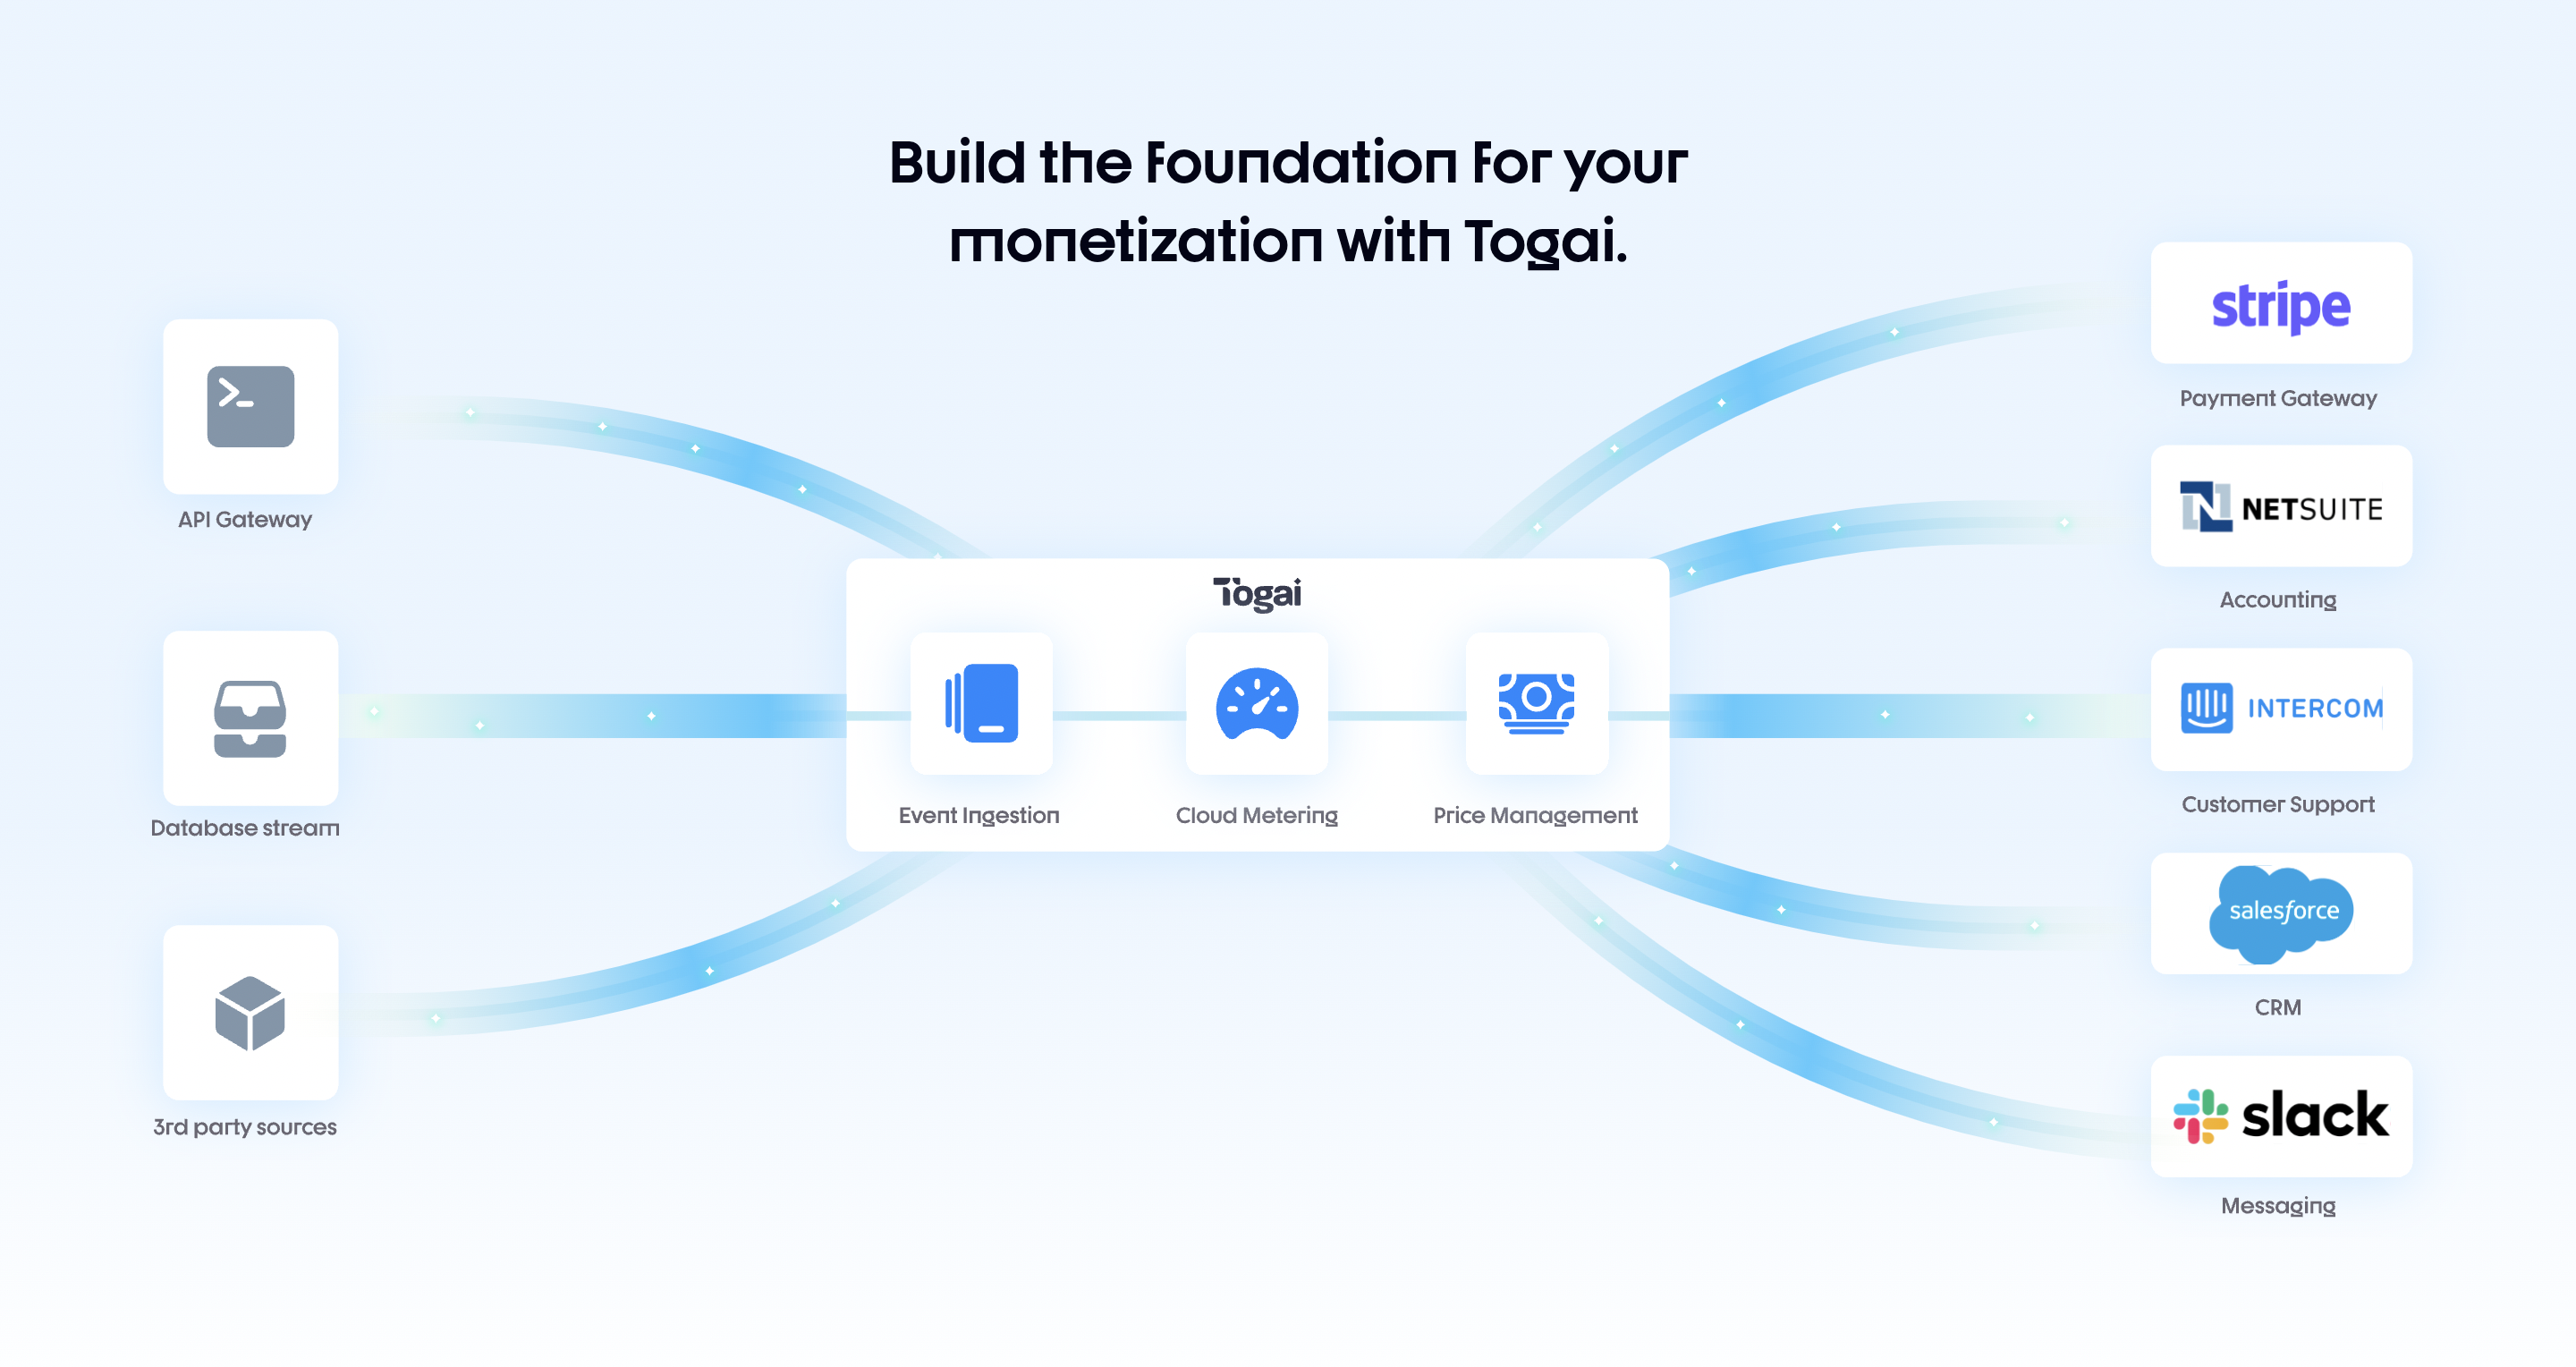 Build the foundation for your
monetization with Togai.
API Gateway
Database stream
3rd party sources
Togai
Event Ingestion
Cloud Metering
Price Management
stripe
Payment Gateway
NETSUITE
Accounting
INTERCOM
Customer Support
salesforce
CRM
slack
Messaging